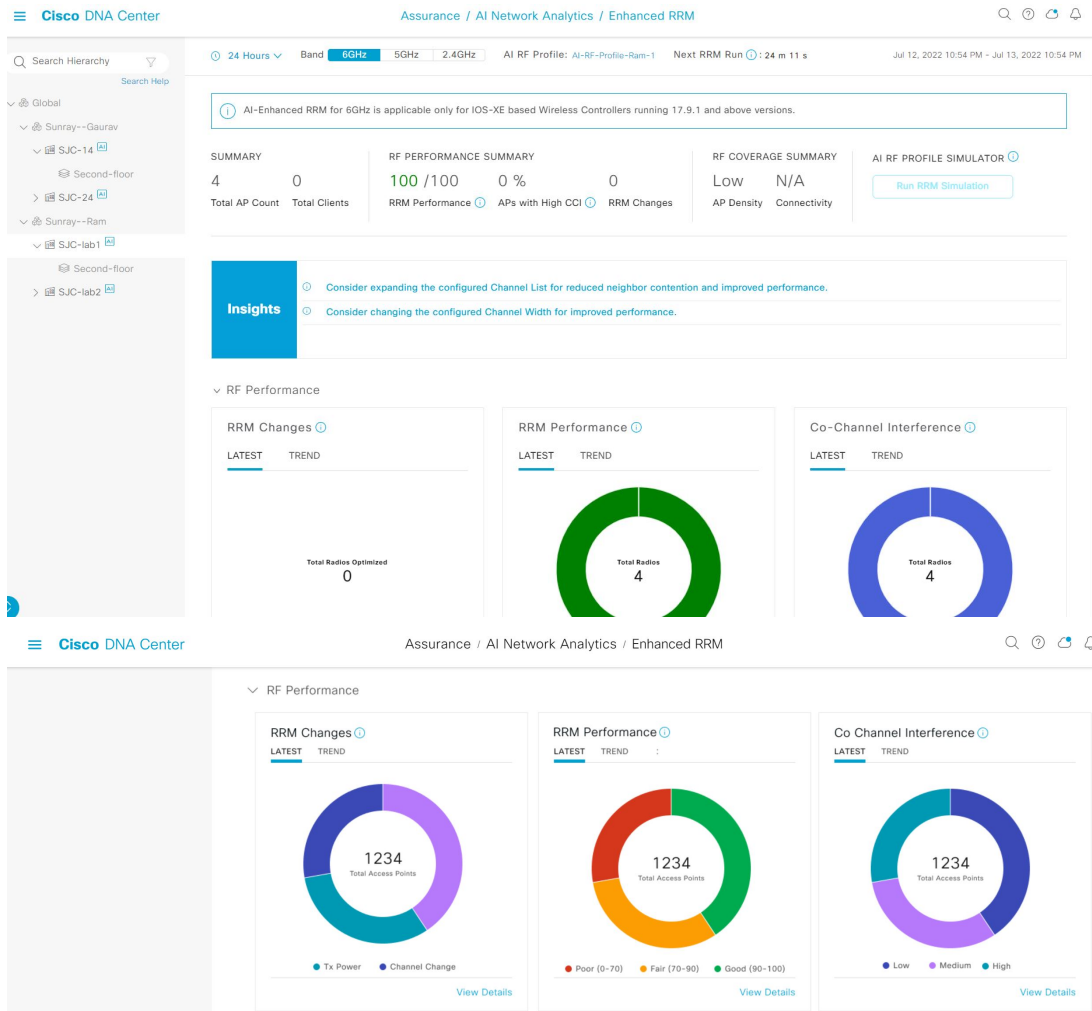 Cisco DNA Center
Assurance / AI Network Analytics / Enhanced RRM
Search Hierarchy
Search Help
Global
Sunray--Gaurav
SJC-14 AI
Second-floor
SJC-24 AI
Sunray--Ram
SJC-lab1 AI
Second-floor
SJC-lab2 AI
24 Hours Band 6GHz 5GHz 2.4GHz AI RF Profile: AI-RF-Profile-Ram-1 Next RRM Run : 24 m 11 s Jul 12, 2022 10:54 PM - Jul 13, 2022 10:54 PM
AI-Enhanced RRM for 6GHz is applicable only for IOS-XE based Wireless Controllers running 17.9.1 and above versions.
SUMMARY
4 0
Total AP Count Total Clients
RF PERFORMANCE SUMMARY
100 /100 0 % 0
RRM Performance APs with High CCI RRM Changes
RF COVERAGE SUMMARY
Low N/A
AP Density Connectivity
AI RF PROFILE SIMULATOR
Run RRM Simulation
Insights
Consider expanding the configured Channel List for reduced neighbor contention and improved performance.
Consider changing the configured Channel Width for improved performance.
RF Performance
RRM Changes
LATEST TREND
Total Radios Optimized
0
RRM Performance
LATEST TREND
Total Radios
4
Co-Channel Interference
LATEST TREND
Total Radios
4
Cisco DNA Center
Assurance / AI Network Analytics / Enhanced RRM
RF Performance
RRM Changes
LATEST TREND
1234
Total Access Points
Tx Power Channel Change
View Details
RRM Performance
LATEST TREND :
1234
Total Access Points
Poor (0-70) Fair (70-90) Good (90-100)
View Details
Co Channel Interference
LATEST TREND
1234
Total Access Points
Low Medium High
View Details